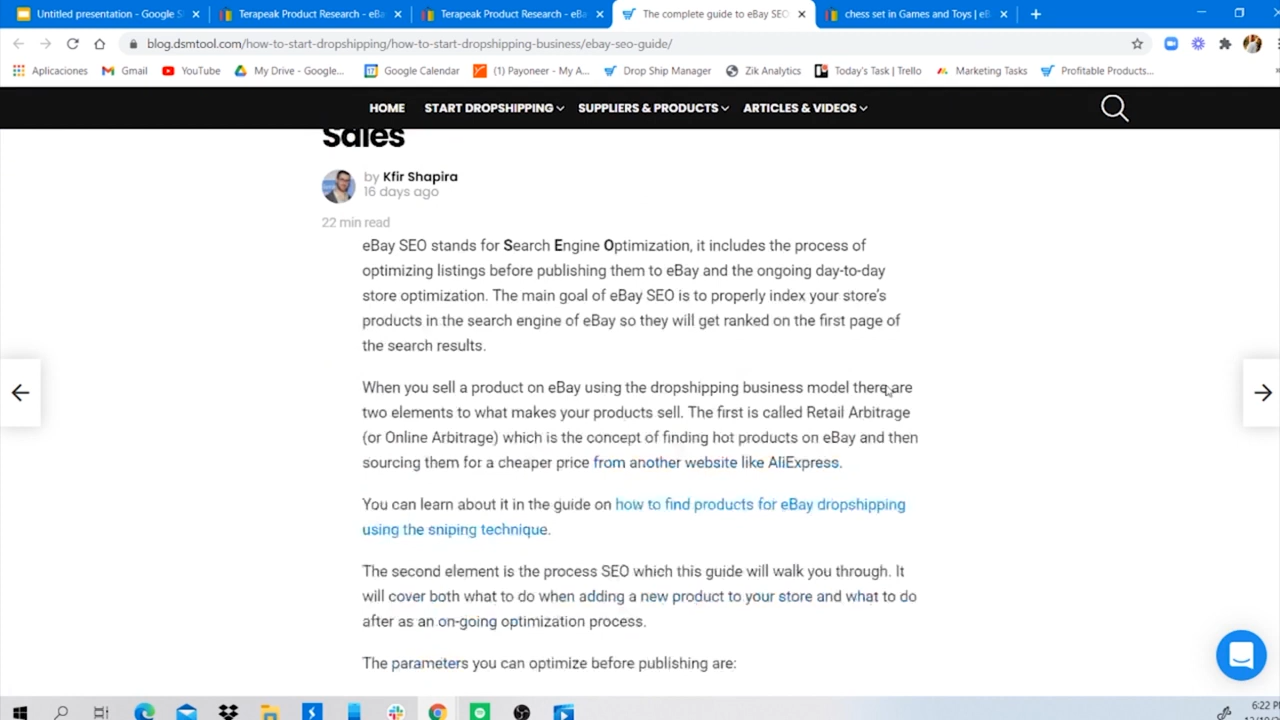 Untitled presentation - Google S
Terapeak Product Research - eBa
Terapeak Product Research - eBa
The complete guide to eBay SEO
chess set in Games and Toys | eB
blog.dsmtool.com/how-to-start-dropshipping/how-to-start-dropshipping-business/ebay-seo-guide/
Aplicaciones
Gmail
YouTube
My Drive - Google...
Google Calendar
(1) Payoneer - My A...
Drop Ship Manager
Zik Analytics
Today's Task | Trello
Marketing Tasks
Profitable Products...
HOME
START DROPSHIPPING
SUPPLIERS & PRODUCTS
ARTICLES & VIDEOS
Sales
by Kfir Shapira
16 days ago
22 min read
eBay SEO stands for Search Engine Optimization, it includes the process of
optimizing listings before publishing them to eBay and the ongoing day-to-day
store optimization. The main goal of eBay SEO is to properly index your store's
products in the search engine of eBay so they will get ranked on the first page of
the search results.
When you sell a product on eBay using the dropshipping business model there are
two elements to what makes your products sell. The first is called Retail Arbitrage
(or Online Arbitrage) which is the concept of finding hot products on eBay and then
sourcing them for a cheaper price from another website like AliExpress.
You can learn about it in the guide on how to find products for eBay dropshipping
using the sniping technique.
The second element is the process SEO which this guide will walk you through. It
will cover both what to do when adding a new product to your store and what to do
after as an on-going optimization process.
The parameters you can optimize before publishing are:
6:22 P